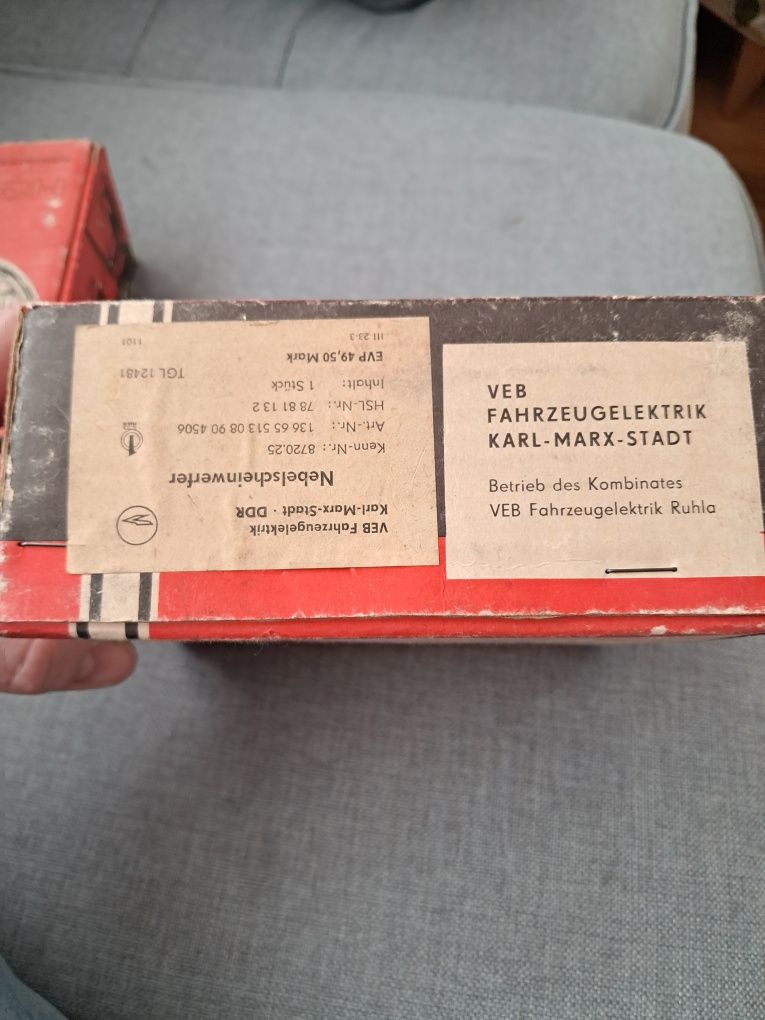 VEB Fahrzeugelektrik
Karl-Marx-Stadt · DDR
Nebelscheinwerfer
Kenn-Nr.: 8720.25
Art.-Nr.: 136 65 513 08 90 4506
HSL-Nr.: 78 81 13 2
Inhalt: 1 Stück
TGL 12481
EVP 49,50 Mark
III 23-3 1101
VEB
FAHRZEUGELEKTRIK
KARL-MARX-STADT
Betrieb des Kombinates
VEB Fahrzeugelektrik Ruhla